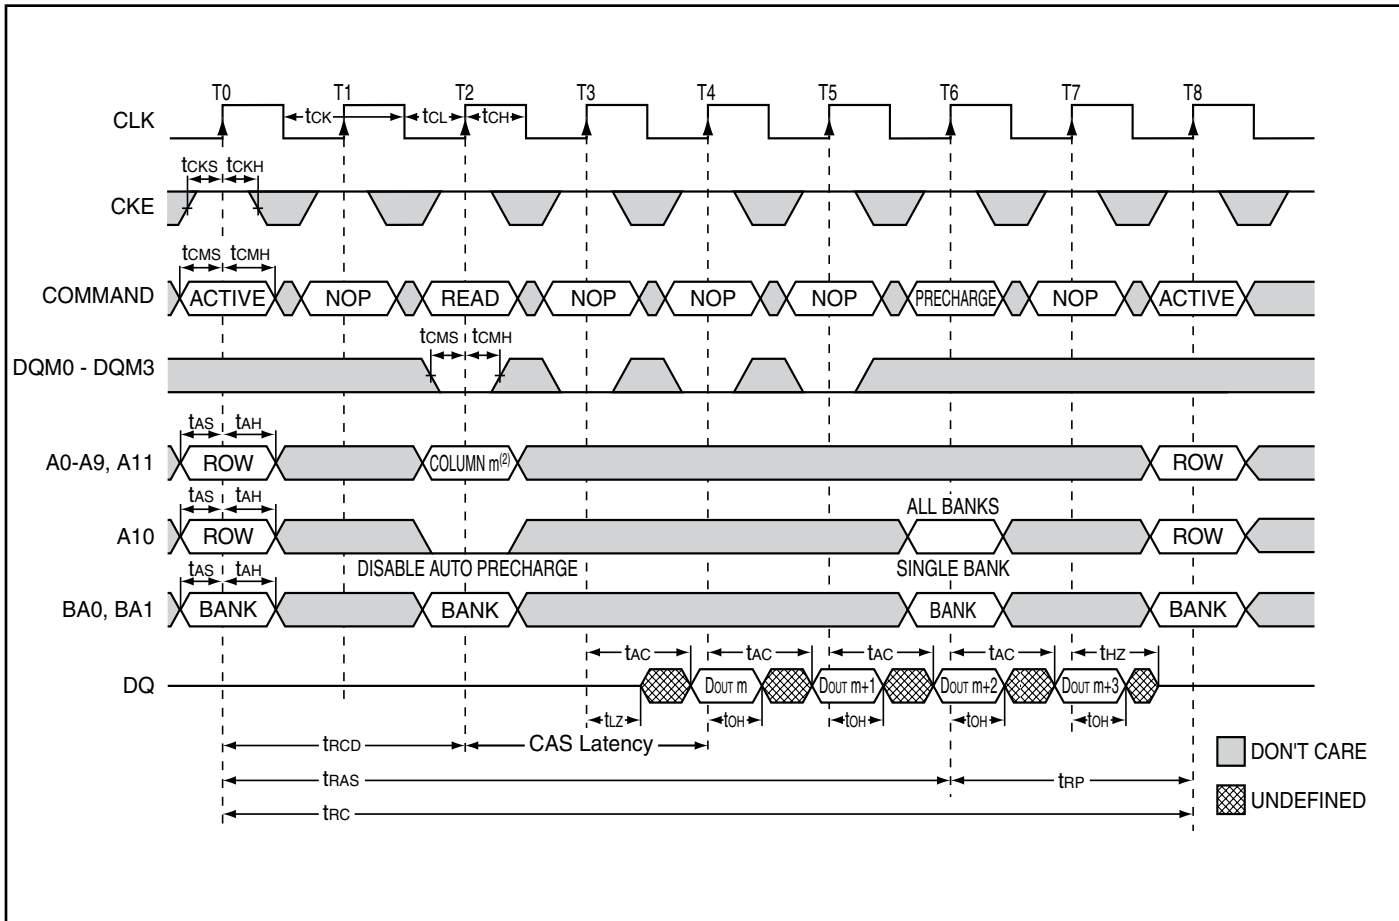 T0 T1 T2 T3 T4 T5 T6 T7 T8
CLK tCK tCL tCH
tCKS tCKH
CKE
tCMS tCMH
COMMAND ACTIVE NOP READ NOP NOP NOP PRECHARGE NOP ACTIVE
tCMS tCMH
DQM0 - DQM3
tAS tAH
A0-A9, A11 ROW COLUMN m(2) ROW
tAS tAH ALL BANKS
A10 ROW ROW
DISABLE AUTO PRECHARGE SINGLE BANK
tAS tAH
BA0, BA1 BANK BANK BANK BANK
tAC tAC tAC tAC tHZ
DQ DOUT m DOUT m+1 DOUT m+2 DOUT m+3
tLZ tOH tOH tOH tOH
tRCD CAS Latency
DON'T CARE
tRAS tRP
UNDEFINED
tRC